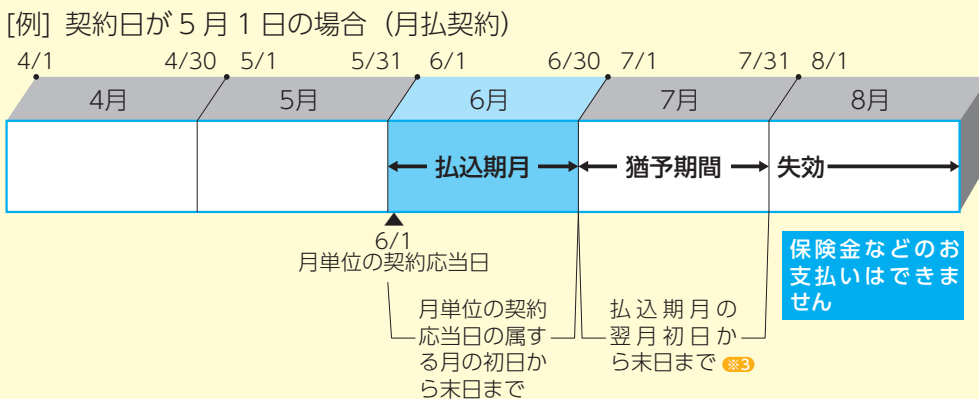 [例] 契約日が5月1日の場合（月払契約）
4/1 4/30 5/1 5/31 6/1 6/30 7/1 7/31 8/1
4月 5月 6月 7月 8月
払込期月 猶予期間 失効
6/1
月単位の契約応当日
保険金などのお
支払いはできま
せん
月単位の契約
応当日の属す
る月の初日か
ら末日まで
払込期月の
翌月初日か
ら末日まで ※3